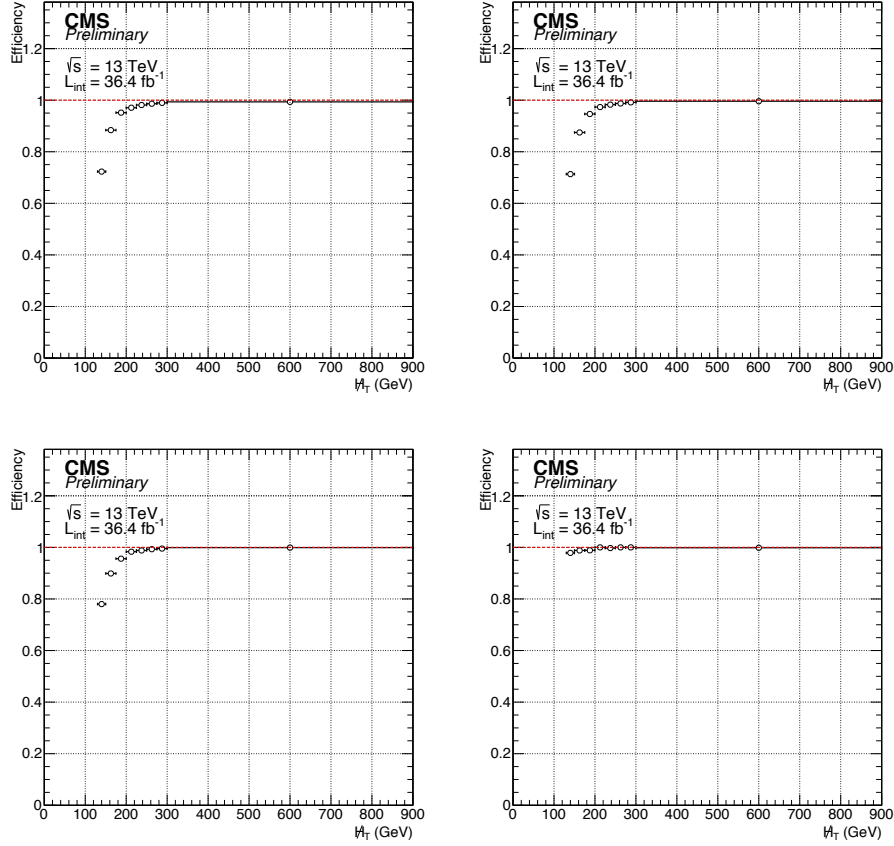 CMS
Preliminary
√s = 13 TeV
L_int = 36.4 fb⁻¹
Efficiency
1.2
1
0.8
0.6
0.4
0.2
0
0 100 200 300 400 500 600 700 800 900
H̸_T (GeV)
CMS
Preliminary
√s = 13 TeV
L_int = 36.4 fb⁻¹
Efficiency
1.2
1
0.8
0.6
0.4
0.2
0
0 100 200 300 400 500 600 700 800 900
H̸_T (GeV)
CMS
Preliminary
√s = 13 TeV
L_int = 36.4 fb⁻¹
Efficiency
1.2
1
0.8
0.6
0.4
0.2
0
0 100 200 300 400 500 600 700 800 900
H̸_T (GeV)
CMS
Preliminary
√s = 13 TeV
L_int = 36.4 fb⁻¹
Efficiency
1.2
1
0.8
0.6
0.4
0.2
0
0 100 200 300 400 500 600 700 800 900
H̸_T (GeV)